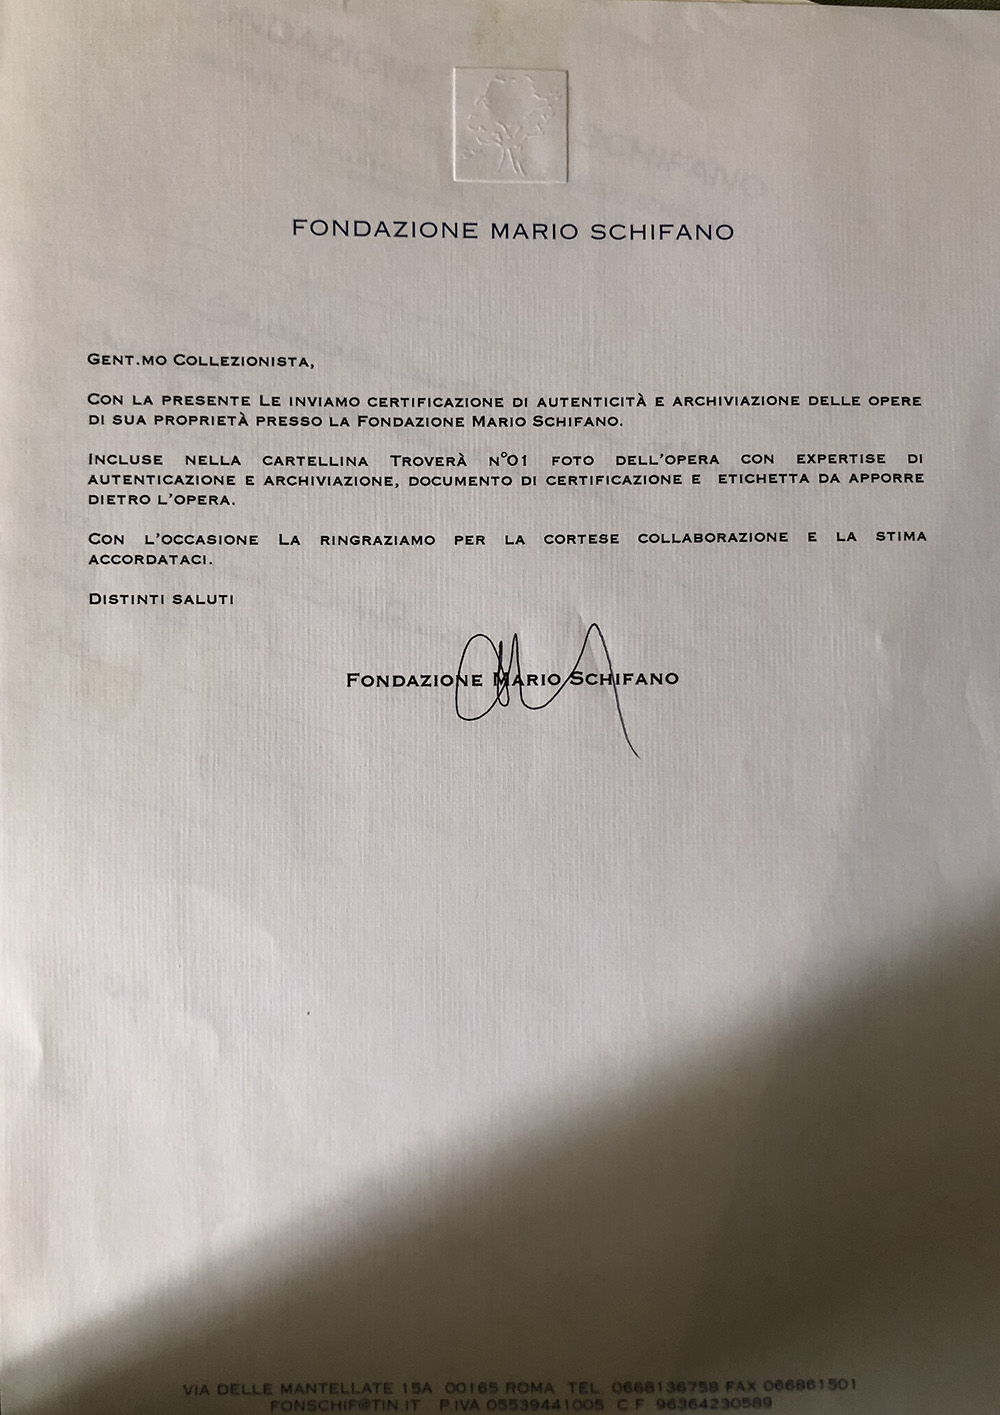 FONDAZIONE MARIO SCHIFANO
GENT.MO COLLEZIONISTA,
CON LA PRESENTE LE INVIAMO CERTIFICAZIONE DI AUTENTICITÀ E ARCHIVIAZIONE DELLE OPERE
DI SUA PROPRIETÀ PRESSO LA FONDAZIONE MARIO SCHIFANO.
INCLUSE NELLA CARTELLINA TROVERÀ N°01 FOTO DELL'OPERA CON EXPERTISE DI
AUTENTICAZIONE E ARCHIVIAZIONE, DOCUMENTO DI CERTIFICAZIONE E ETICHETTA DA APPORRE
DIETRO L'OPERA.
CON L'OCCASIONE LA RINGRAZIAMO PER LA CORTESE COLLABORAZIONE E LA STIMA
ACCORDATACI.
DISTINTI SALUTI
FONDAZIONE MARIO SCHIFANO
VIA DELLE MANTELLATE 15A 00165 ROMA TEL. 0668136758 FAX 066861501
FONSCHIF@TIN.IT P.IVA 05539441005 C.F. 96364230589